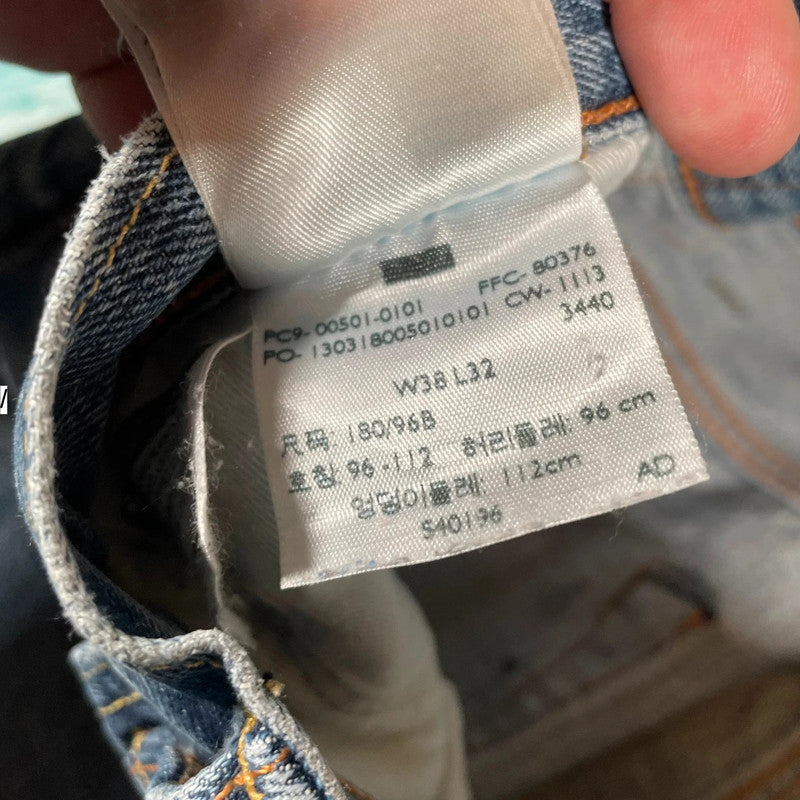 PC9-00501-0101 FFC-80376
PO-130318005010101 CW-1113
3440
W38 L32
尺码: 180/96B
호칭: 96-112 허리둘레: 96 cm
엉덩이둘레: 112cm AD
S40196